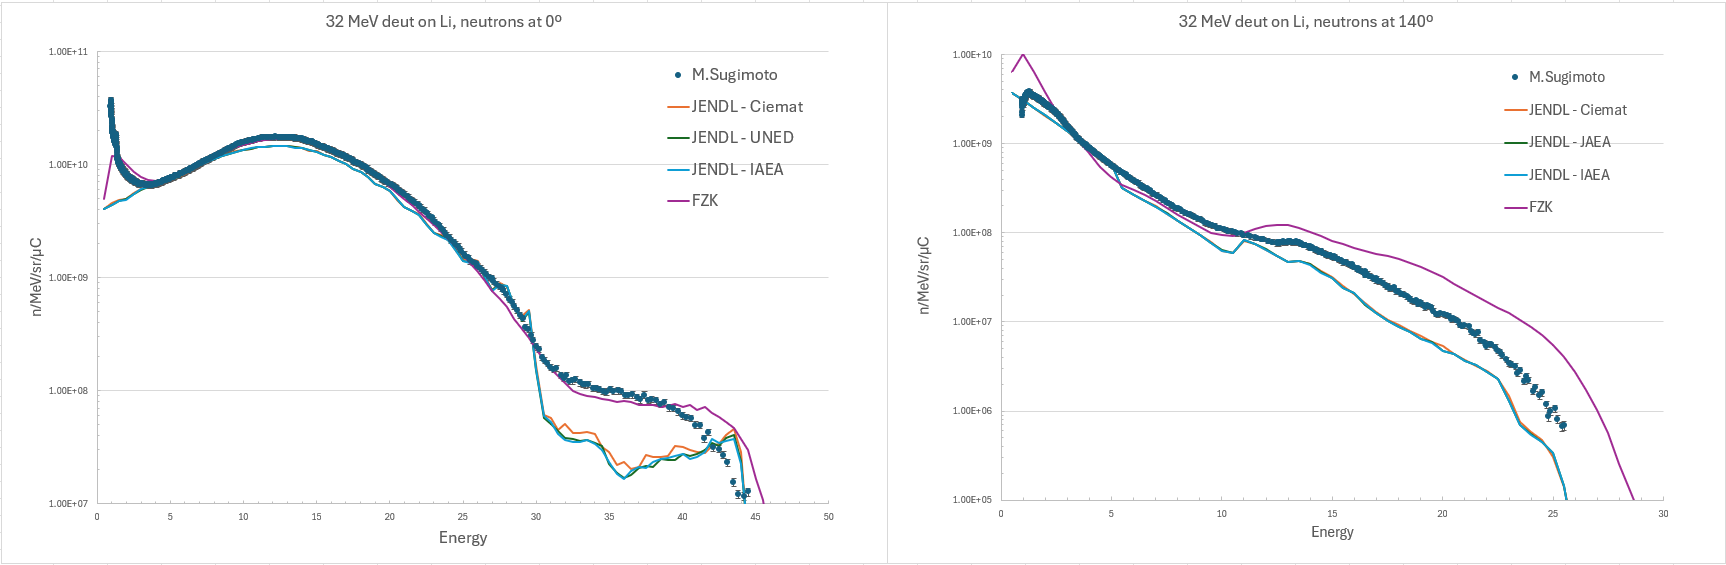 32 MeV deut on Li, neutrons at 0º
1.00E+11
1.00E+10
1.00E+09
1.00E+08
1.00E+07
n/MeV/sr/µC
0 5 10 15 20 25 30 35 40 45 50
Energy
M.Sugimoto
JENDL - Ciemat
JENDL - UNED
JENDL - IAEA
FZK
32 MeV deut on Li, neutrons at 140º
1.00E+10
1.00E+09
1.00E+08
1.00E+07
1.00E+06
1.00E+05
n/MeV/sr/µC
0 5 10 15 20 25 30
Energy
M.Sugimoto
JENDL - Ciemat
JENDL - JAEA
JENDL - IAEA
FZK